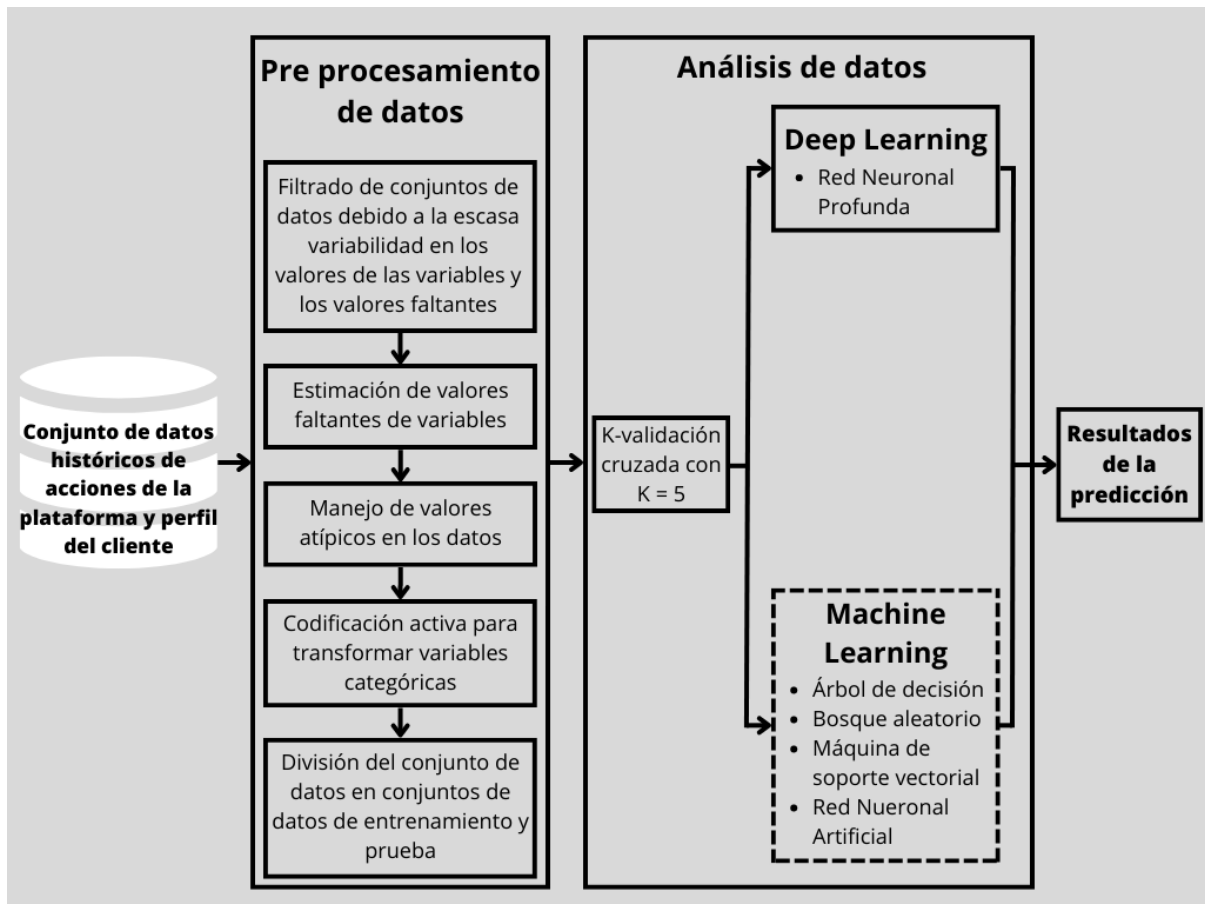 Conjunto de datos
históricos de
acciones de la
plataforma y perfil
del cliente
Pre procesamiento
de datos
Filtrado de conjuntos de
datos debido a la escasa
variabilidad en los
valores de las variables y
los valores faltantes
Estimación de valores
faltantes de variables
Manejo de valores
atípicos en los datos
Codificación activa para
transformar variables
categóricas
División del conjunto de
datos en conjuntos de
datos de entrenamiento y
prueba
Análisis de datos
K-validación
cruzada con
K = 5
Deep Learning
• Red Neuronal
Profunda
Machine
Learning
• Árbol de decisión
• Bosque aleatorio
• Máquina de
soporte vectorial
• Red Nueronal
Artificial
Resultados
de la
predicción